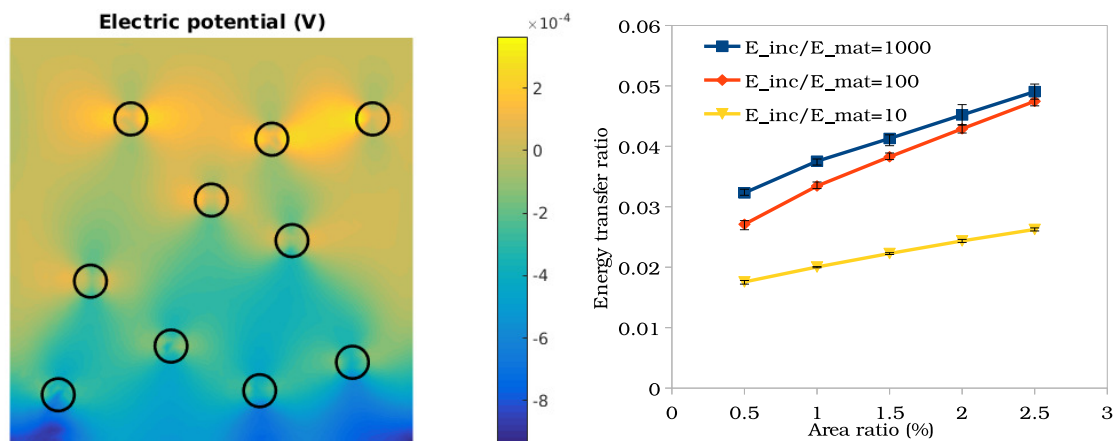 Electric potential (V)
×10⁻⁴
2
0
-2
-4
-6
-8
0.06
0.05
0.04
0.03
0.02
0.01
0
Energy transfer ratio
E_inc/E_mat=1000
E_inc/E_mat=100
E_inc/E_mat=10
0 0.5 1 1.5 2 2.5 3
Area ratio (%)